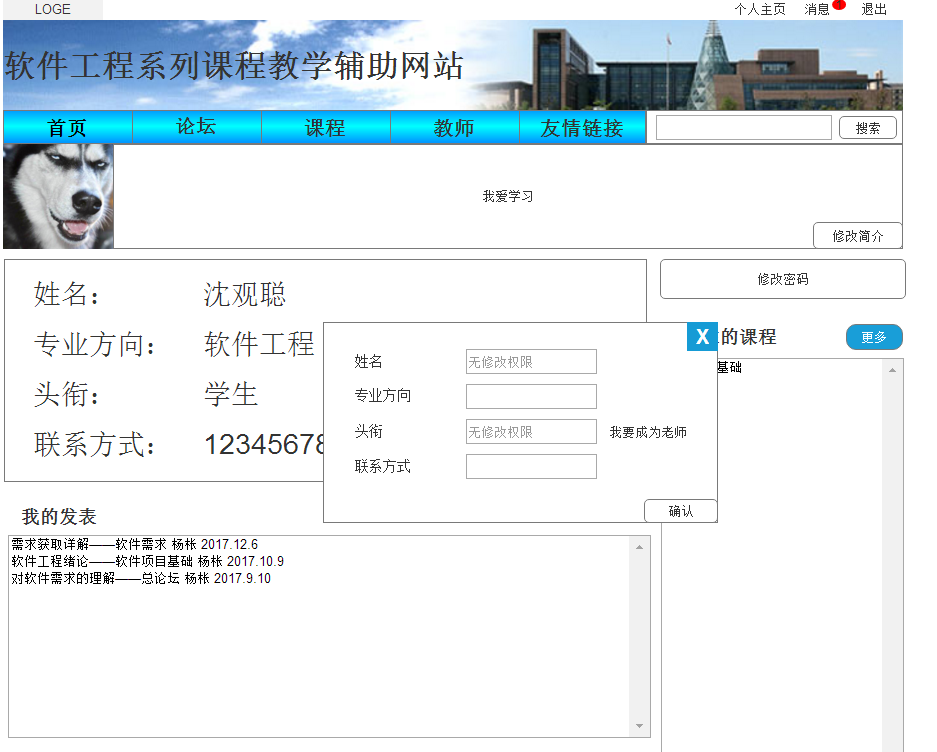 LOGE
个人主页 消息 退出
软件工程系列课程教学辅助网站
首页 论坛 课程 教师 友情链接 搜索
我爱学习
修改简介
修改密码
姓名： 沈观聪
专业方向： 软件工程
头衔： 学生
联系方式： 12345678
X
姓名 无修改权限
专业方向
头衔 无修改权限 我要成为老师
联系方式
确认
的课程 更多
基础
我的发表
需求获取详解——软件需求 杨枨 2017.12.6
软件工程绪论——软件项目基础 杨枨 2017.10.9
对软件需求的理解——总论坛 杨枨 2017.9.10